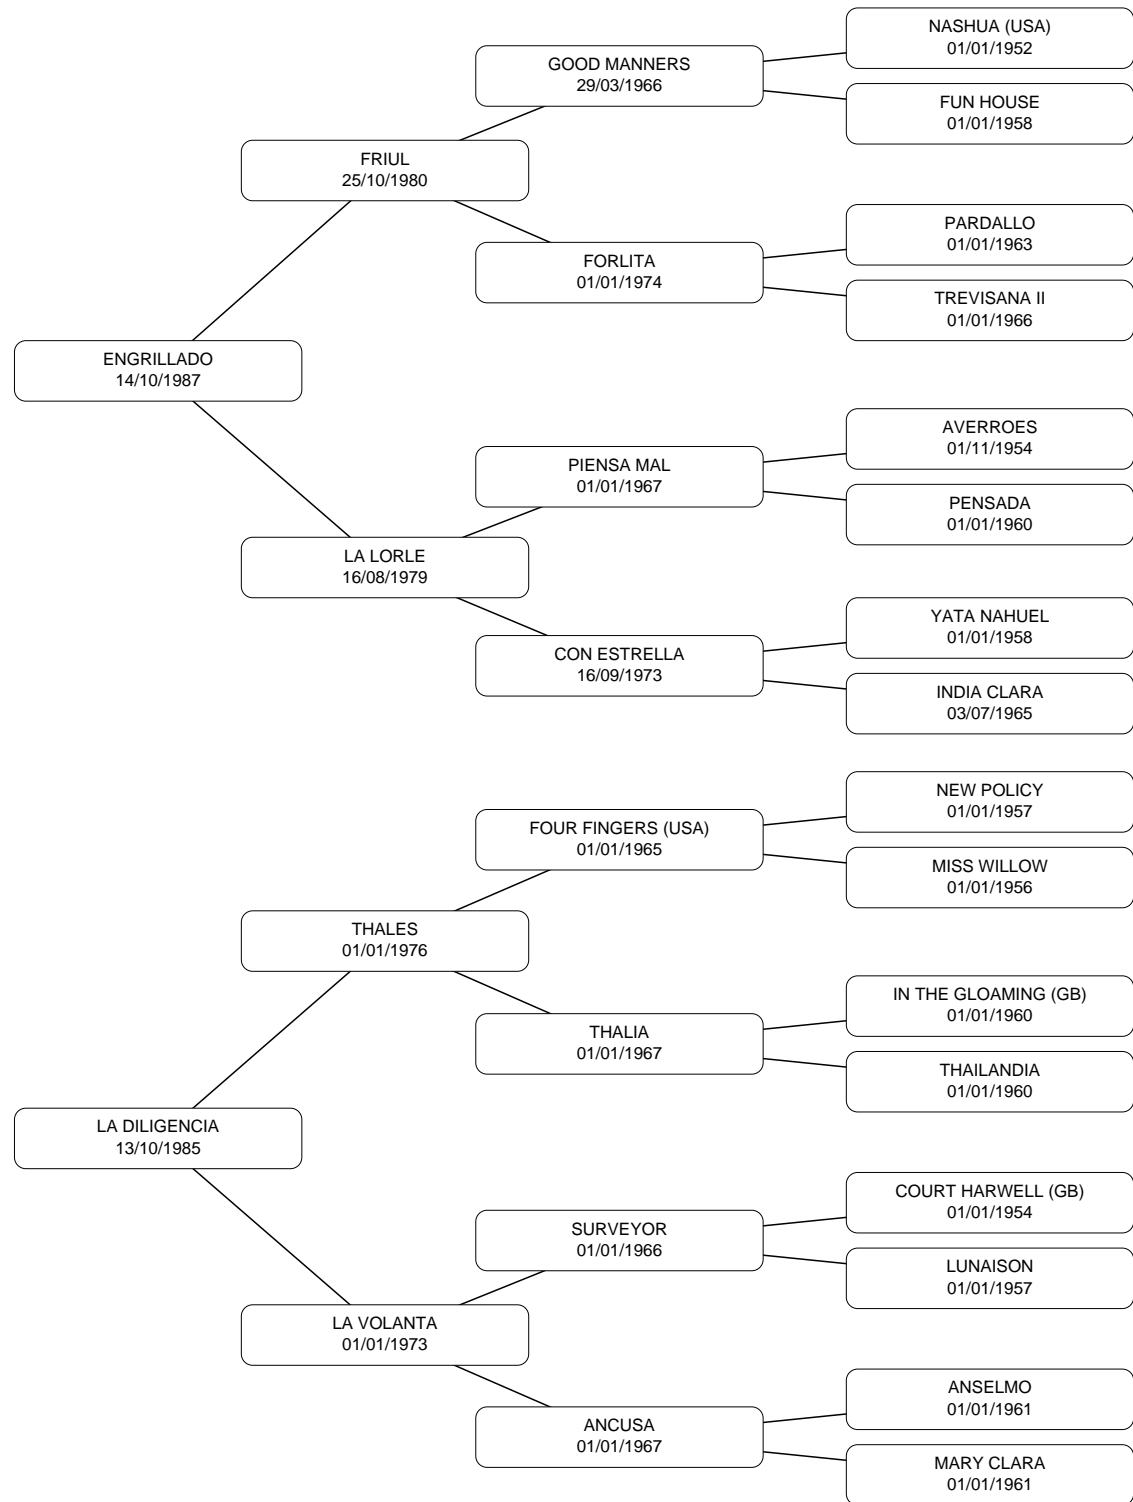 NASHUA (USA)
01/01/1952
GOOD MANNERS
29/03/1966
FUN HOUSE
01/01/1958
FRIUL
25/10/1980
PARDALLO
01/01/1963
FORLITA
01/01/1974
TREVISANA II
01/01/1966
ENGRILLADO
14/10/1987
AVERROES
01/11/1954
PIENSA MAL
01/01/1967
PENSADA
01/01/1960
LA LORLE
16/08/1979
YATA NAHUEL
01/01/1958
CON ESTRELLA
16/09/1973
INDIA CLARA
03/07/1965
NEW POLICY
01/01/1957
FOUR FINGERS (USA)
01/01/1965
MISS WILLOW
01/01/1956
THALES
01/01/1976
IN THE GLOAMING (GB)
01/01/1960
THALIA
01/01/1967
THAILANDIA
01/01/1960
LA DILIGENCIA
13/10/1985
COURT HARWELL (GB)
01/01/1954
SURVEYOR
01/01/1966
LUNAISON
01/01/1957
LA VOLANTA
01/01/1973
ANSELMO
01/01/1961
ANCUSA
01/01/1967
MARY CLARA
01/01/1961